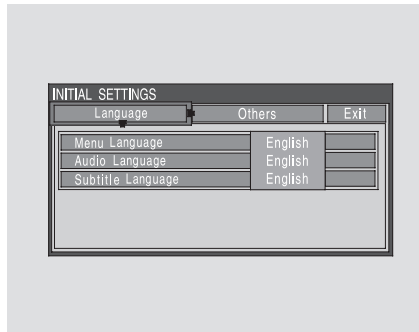 INITIAL SETTINGS
Language Others Exit
Menu Language English
Audio Language English
Subtitle Language English